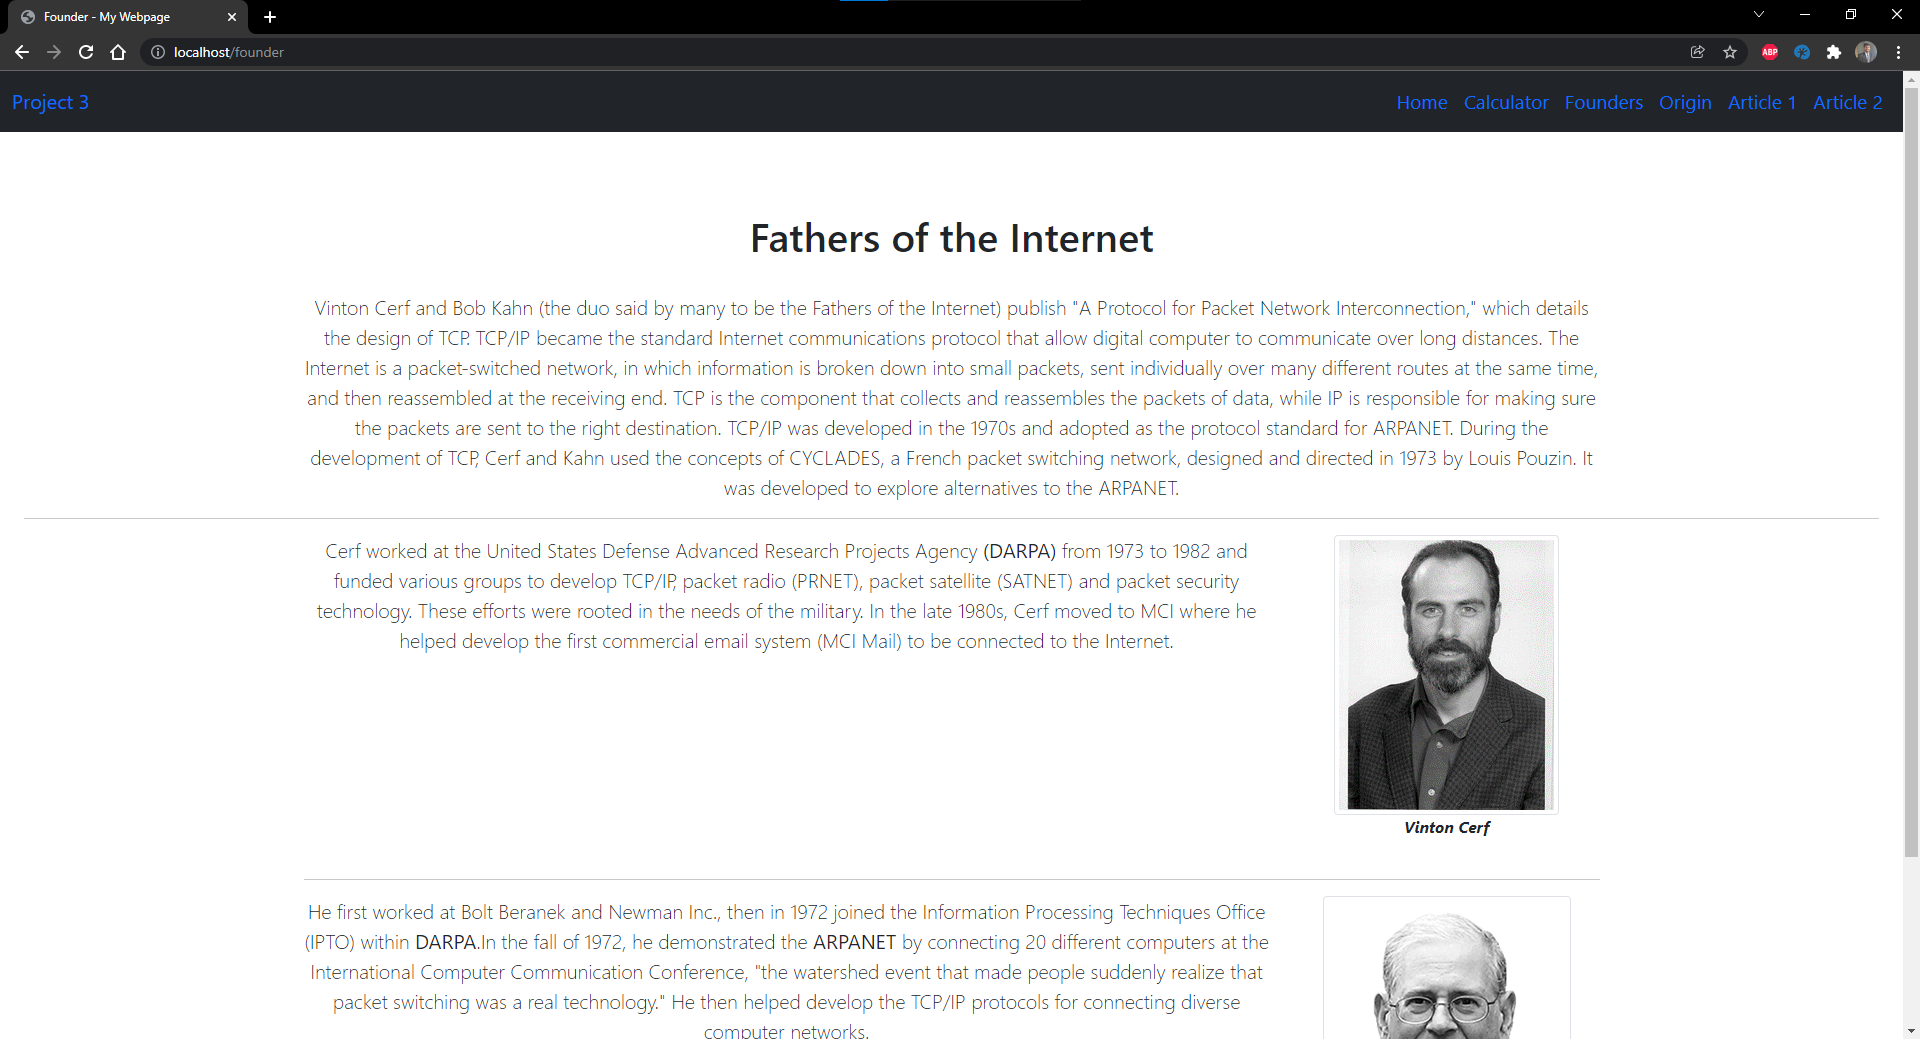 Founder - My Webpage
localhost/founder
ABP
Project 3
Home Calculator Founders Origin Article 1 Article 2
Fathers of the Internet
Vinton Cerf and Bob Kahn (the duo said by many to be the Fathers of the Internet) publish "A Protocol for Packet Network Interconnection," which details
the design of TCP. TCP/IP became the standard Internet communications protocol that allow digital computer to communicate over long distances. The
Internet is a packet-switched network, in which information is broken down into small packets, sent individually over many different routes at the same time,
and then reassembled at the receiving end. TCP is the component that collects and reassembles the packets of data, while IP is responsible for making sure
the packets are sent to the right destination. TCP/IP was developed in the 1970s and adopted as the protocol standard for ARPANET. During the
development of TCP, Cerf and Kahn used the concepts of CYCLADES, a French packet switching network, designed and directed in 1973 by Louis Pouzin. It
was developed to explore alternatives to the ARPANET.
Cerf worked at the United States Defense Advanced Research Projects Agency (DARPA) from 1973 to 1982 and
funded various groups to develop TCP/IP, packet radio (PRNET), packet satellite (SATNET) and packet security
technology. These efforts were rooted in the needs of the military. In the late 1980s, Cerf moved to MCI where he
helped develop the first commercial email system (MCI Mail) to be connected to the Internet.
Vinton Cerf
He first worked at Bolt Beranek and Newman Inc., then in 1972 joined the Information Processing Techniques Office
(IPTO) within DARPA.In the fall of 1972, he demonstrated the ARPANET by connecting 20 different computers at the
International Computer Communication Conference, "the watershed event that made people suddenly realize that
packet switching was a real technology." He then helped develop the TCP/IP protocols for connecting diverse
computer networks.